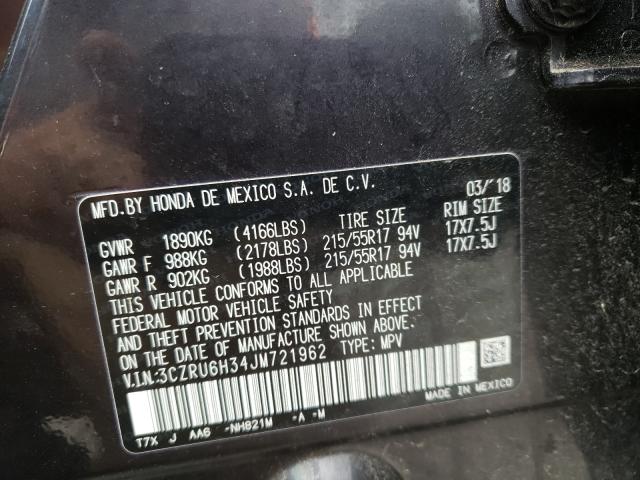 MFD.BY HONDA DE MEXICO S.A. DE C.V. 03/'18
GVWR 1890KG (4166LBS) TIRE SIZE RIM SIZE
GAWR F 988KG (2178LBS) 215/55R17 94V 17X7.5J
GAWR R 902KG (1988LBS) 215/55R17 94V 17X7.5J
THIS VEHICLE CONFORMS TO ALL APPLICABLE
FEDERAL MOTOR VEHICLE SAFETY
AND THEFT PREVENTION STANDARDS IN EFFECT
ON THE DATE OF MANUFACTURE SHOWN ABOVE.
V.I.N.:3CZRU6H34JM721962 TYPE: MPV
T7X J AA6 -NH821M -A -M
MADE IN MEXICO